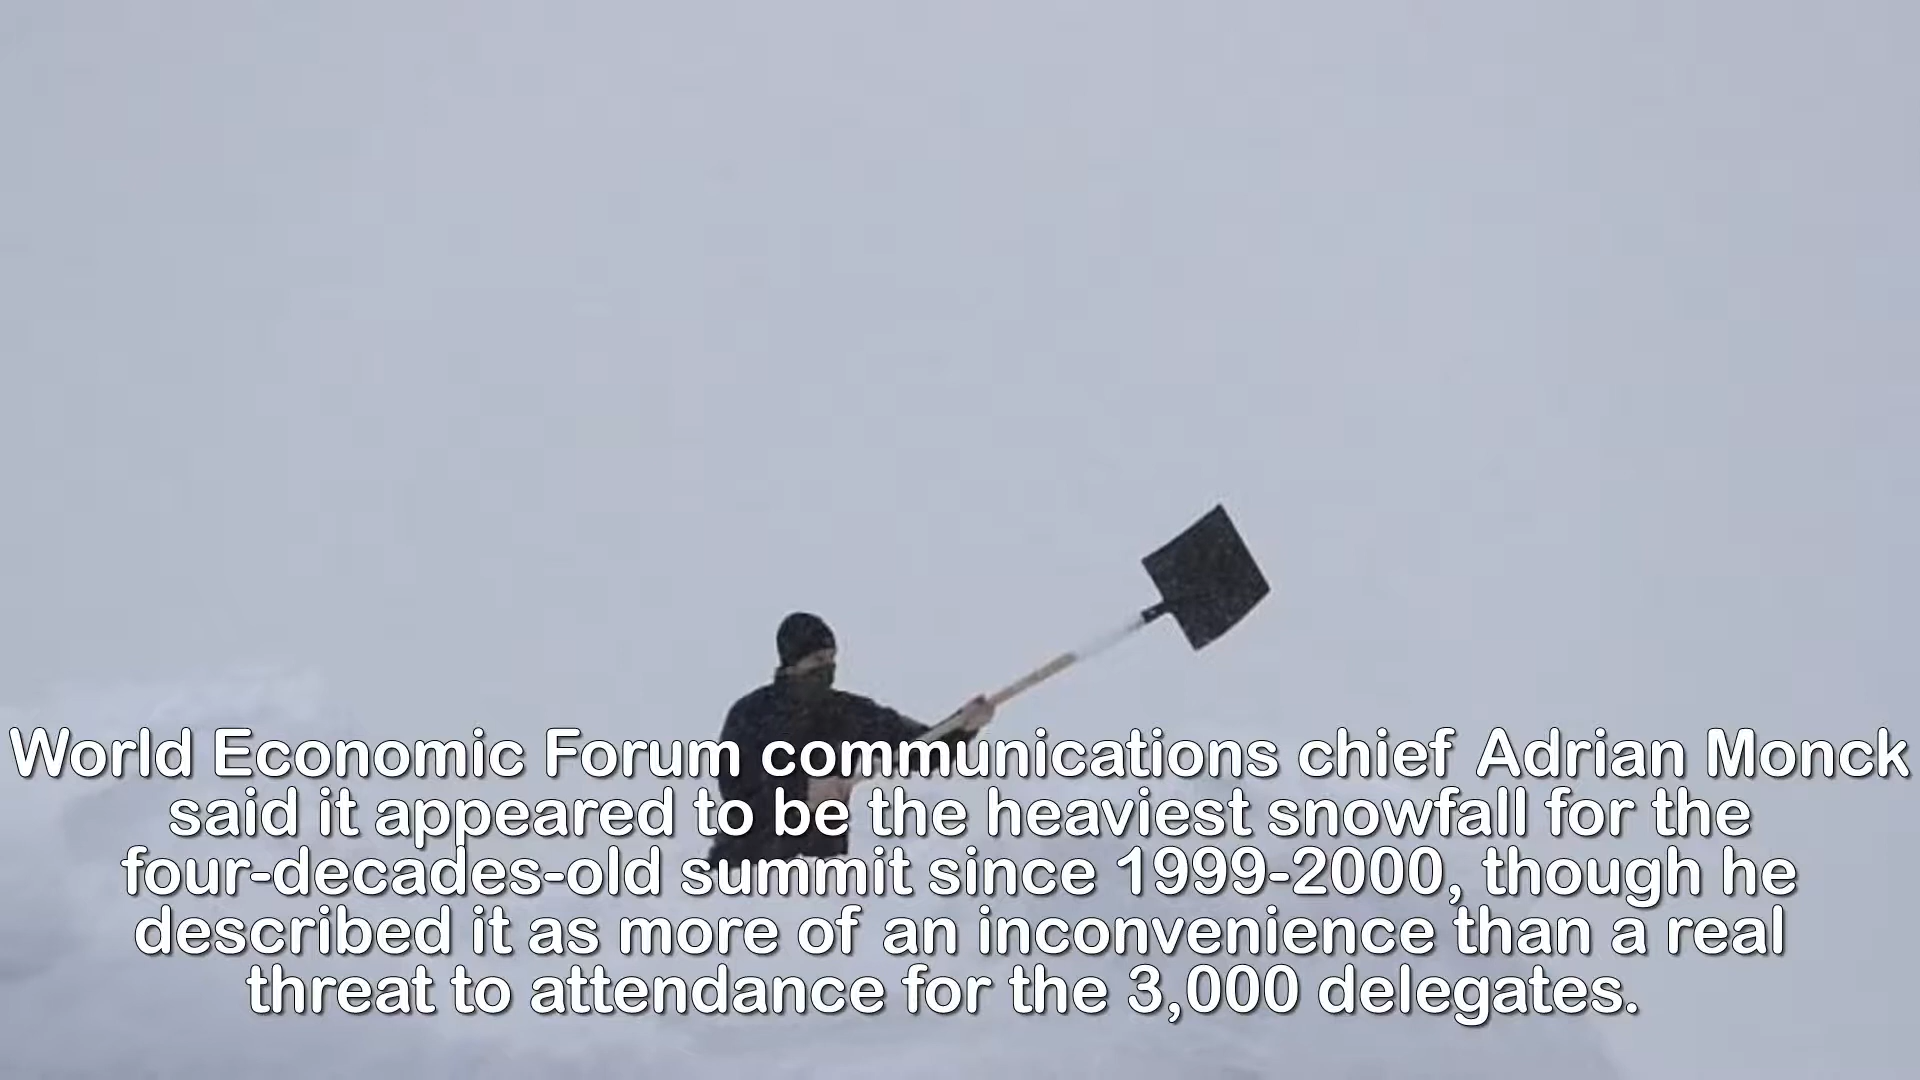 World Economic Forum communications chief Adrian Monck
said it appeared to be the heaviest snowfall for the
four-decades-old summit since 1999-2000, though he
described it as more of an inconvenience than a real
threat to attendance for the 3,000 delegates.